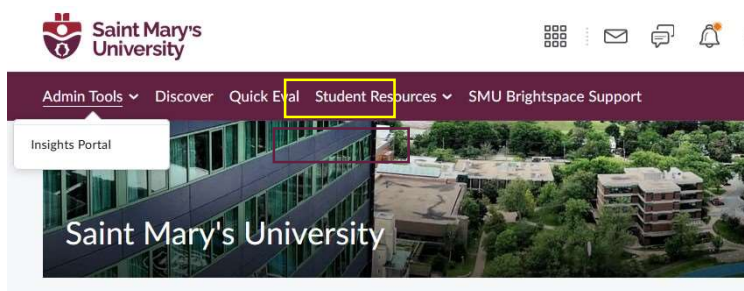 Saint Mary's
University
Admin Tools Discover Quick Eval Student Resources SMU Brightspace Support
Insights Portal
Saint Mary's University